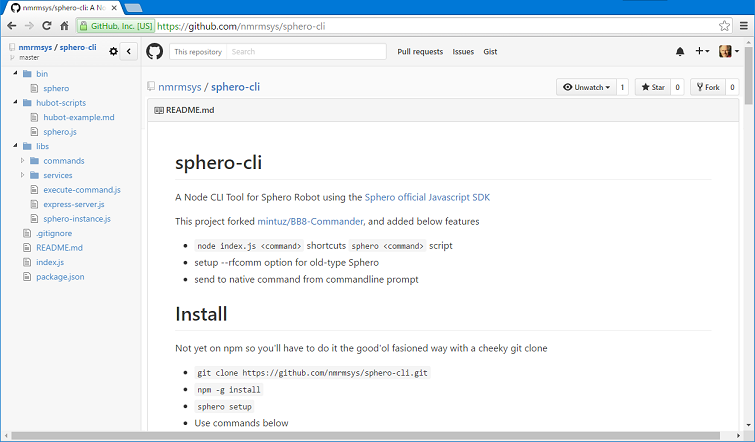 nmrmsys/sphero-cli: A No
GitHub, Inc. [US] https://github.com/nmrmsys/sphero-cli
nmrmsys / sphero-cli
master
This repository Search
Pull requests Issues Gist
bin
sphero
hubot-scripts
hubot-example.md
sphero.js
libs
commands
services
execute-command.js
express-server.js
sphero-instance.js
.gitignore
README.md
index.js
package.json
nmrmsys / sphero-cli
Unwatch 1 Star 0 Fork 0
README.md
sphero-cli
A Node CLI Tool for Sphero Robot using the Sphero official Javascript SDK
This project forked mintuz/BB8-Commander, and added below features
node index.js <command> shortcuts sphero <command> script
setup --rfcomm option for old-type Sphero
send to native command from commandline prompt
Install
Not yet on npm so you'll have to do it the good'ol fasioned way with a cheeky git clone
git clone https://github.com/nmrmsys/sphero-cli.git
npm -g install
sphero setup
Use commands below